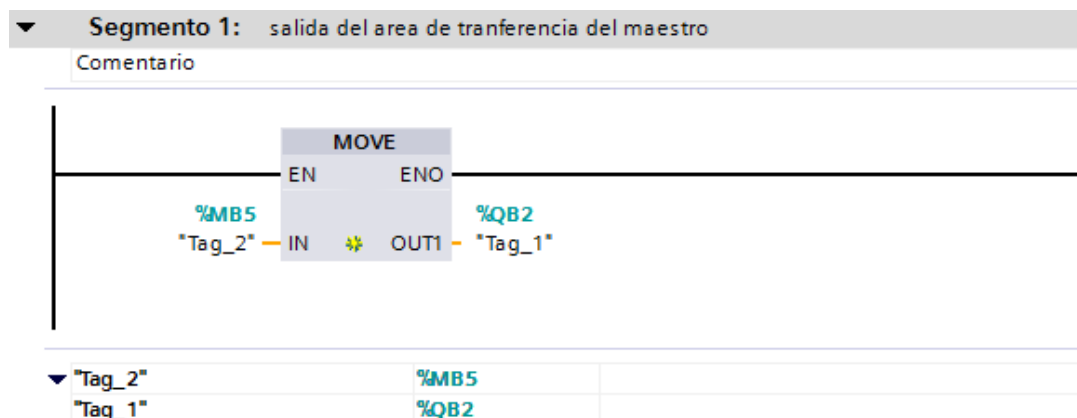 Segmento 1: salida del area de tranferencia del maestro
Comentario
MOVE
EN ENO
%MB5 %QB2
"Tag_2" IN OUT1 "Tag_1"
"Tag_2" %MB5
"Tag_1" %QB2